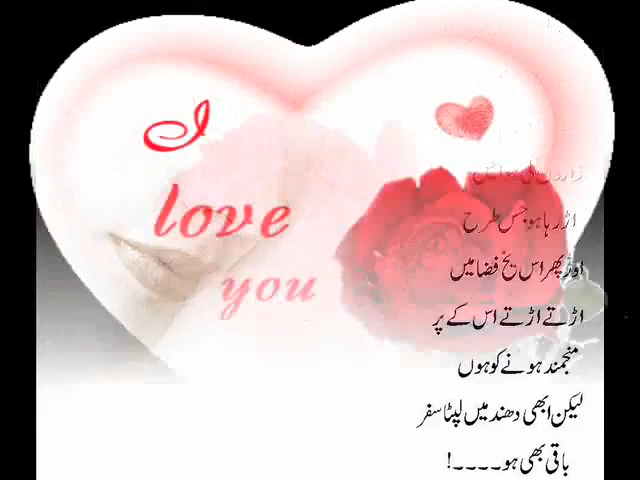 I
love
you
اڑ رہا ہو جس طرح
اور پھر اس یخ فضا میں
اڑتے اڑتے اس کے پر
منجمند ہونے کو ہوں
لیکن ابھی دھند میں لپٹا سفر
باقی بھی ہو۔۔۔۔!